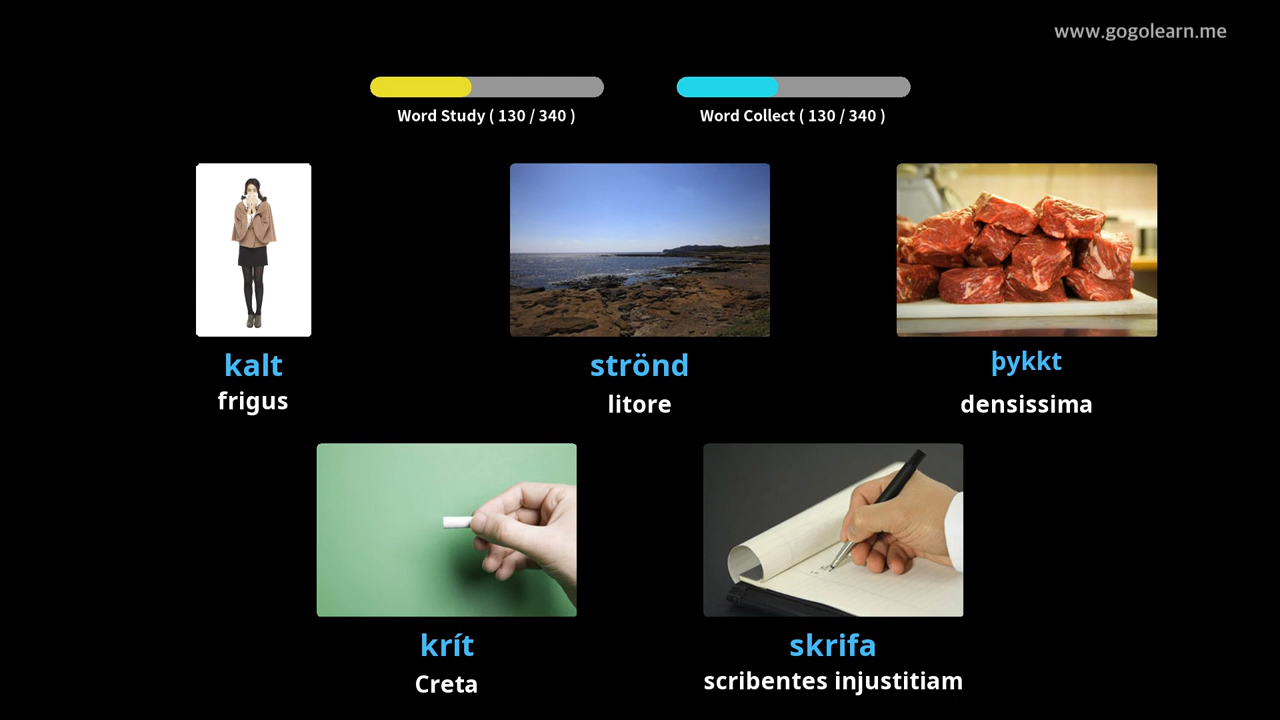 www.gogolearn.me
Word Study ( 130 / 340 )
Word Collect ( 130 / 340 )
kalt
frigus
strönd
litore
þykkt
densissima
krít
Creta
skrifa
scribentes injustitiam